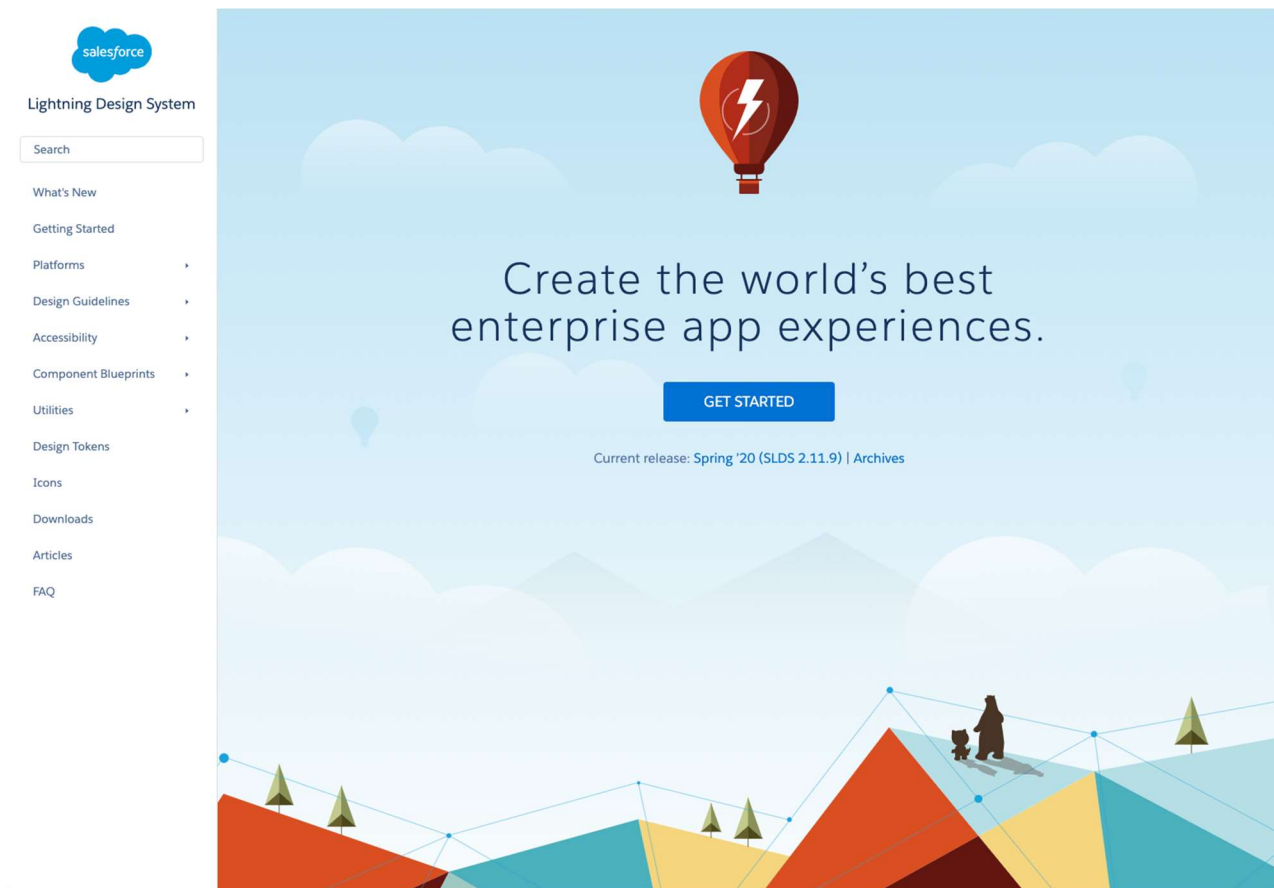 salesforce
Lightning Design System
Search
What's New
Getting Started
Platforms
Design Guidelines
Accessibility
Component Blueprints
Utilities
Design Tokens
Icons
Downloads
Articles
FAQ
Create the world’s best
enterprise app experiences.
GET STARTED
Current release: Spring '20 (SLDS 2.11.9) | Archives